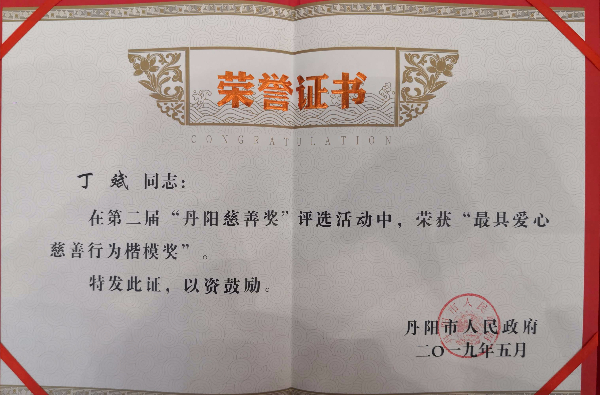 荣誉证书
CONGRATULATION
丁斌同志：
在第二届“丹阳慈善奖”评选活动中，荣获“最具爱心
慈善行为楷模奖”。
特发此证，以资鼓励。
丹阳市人民政府
二〇一九年五月